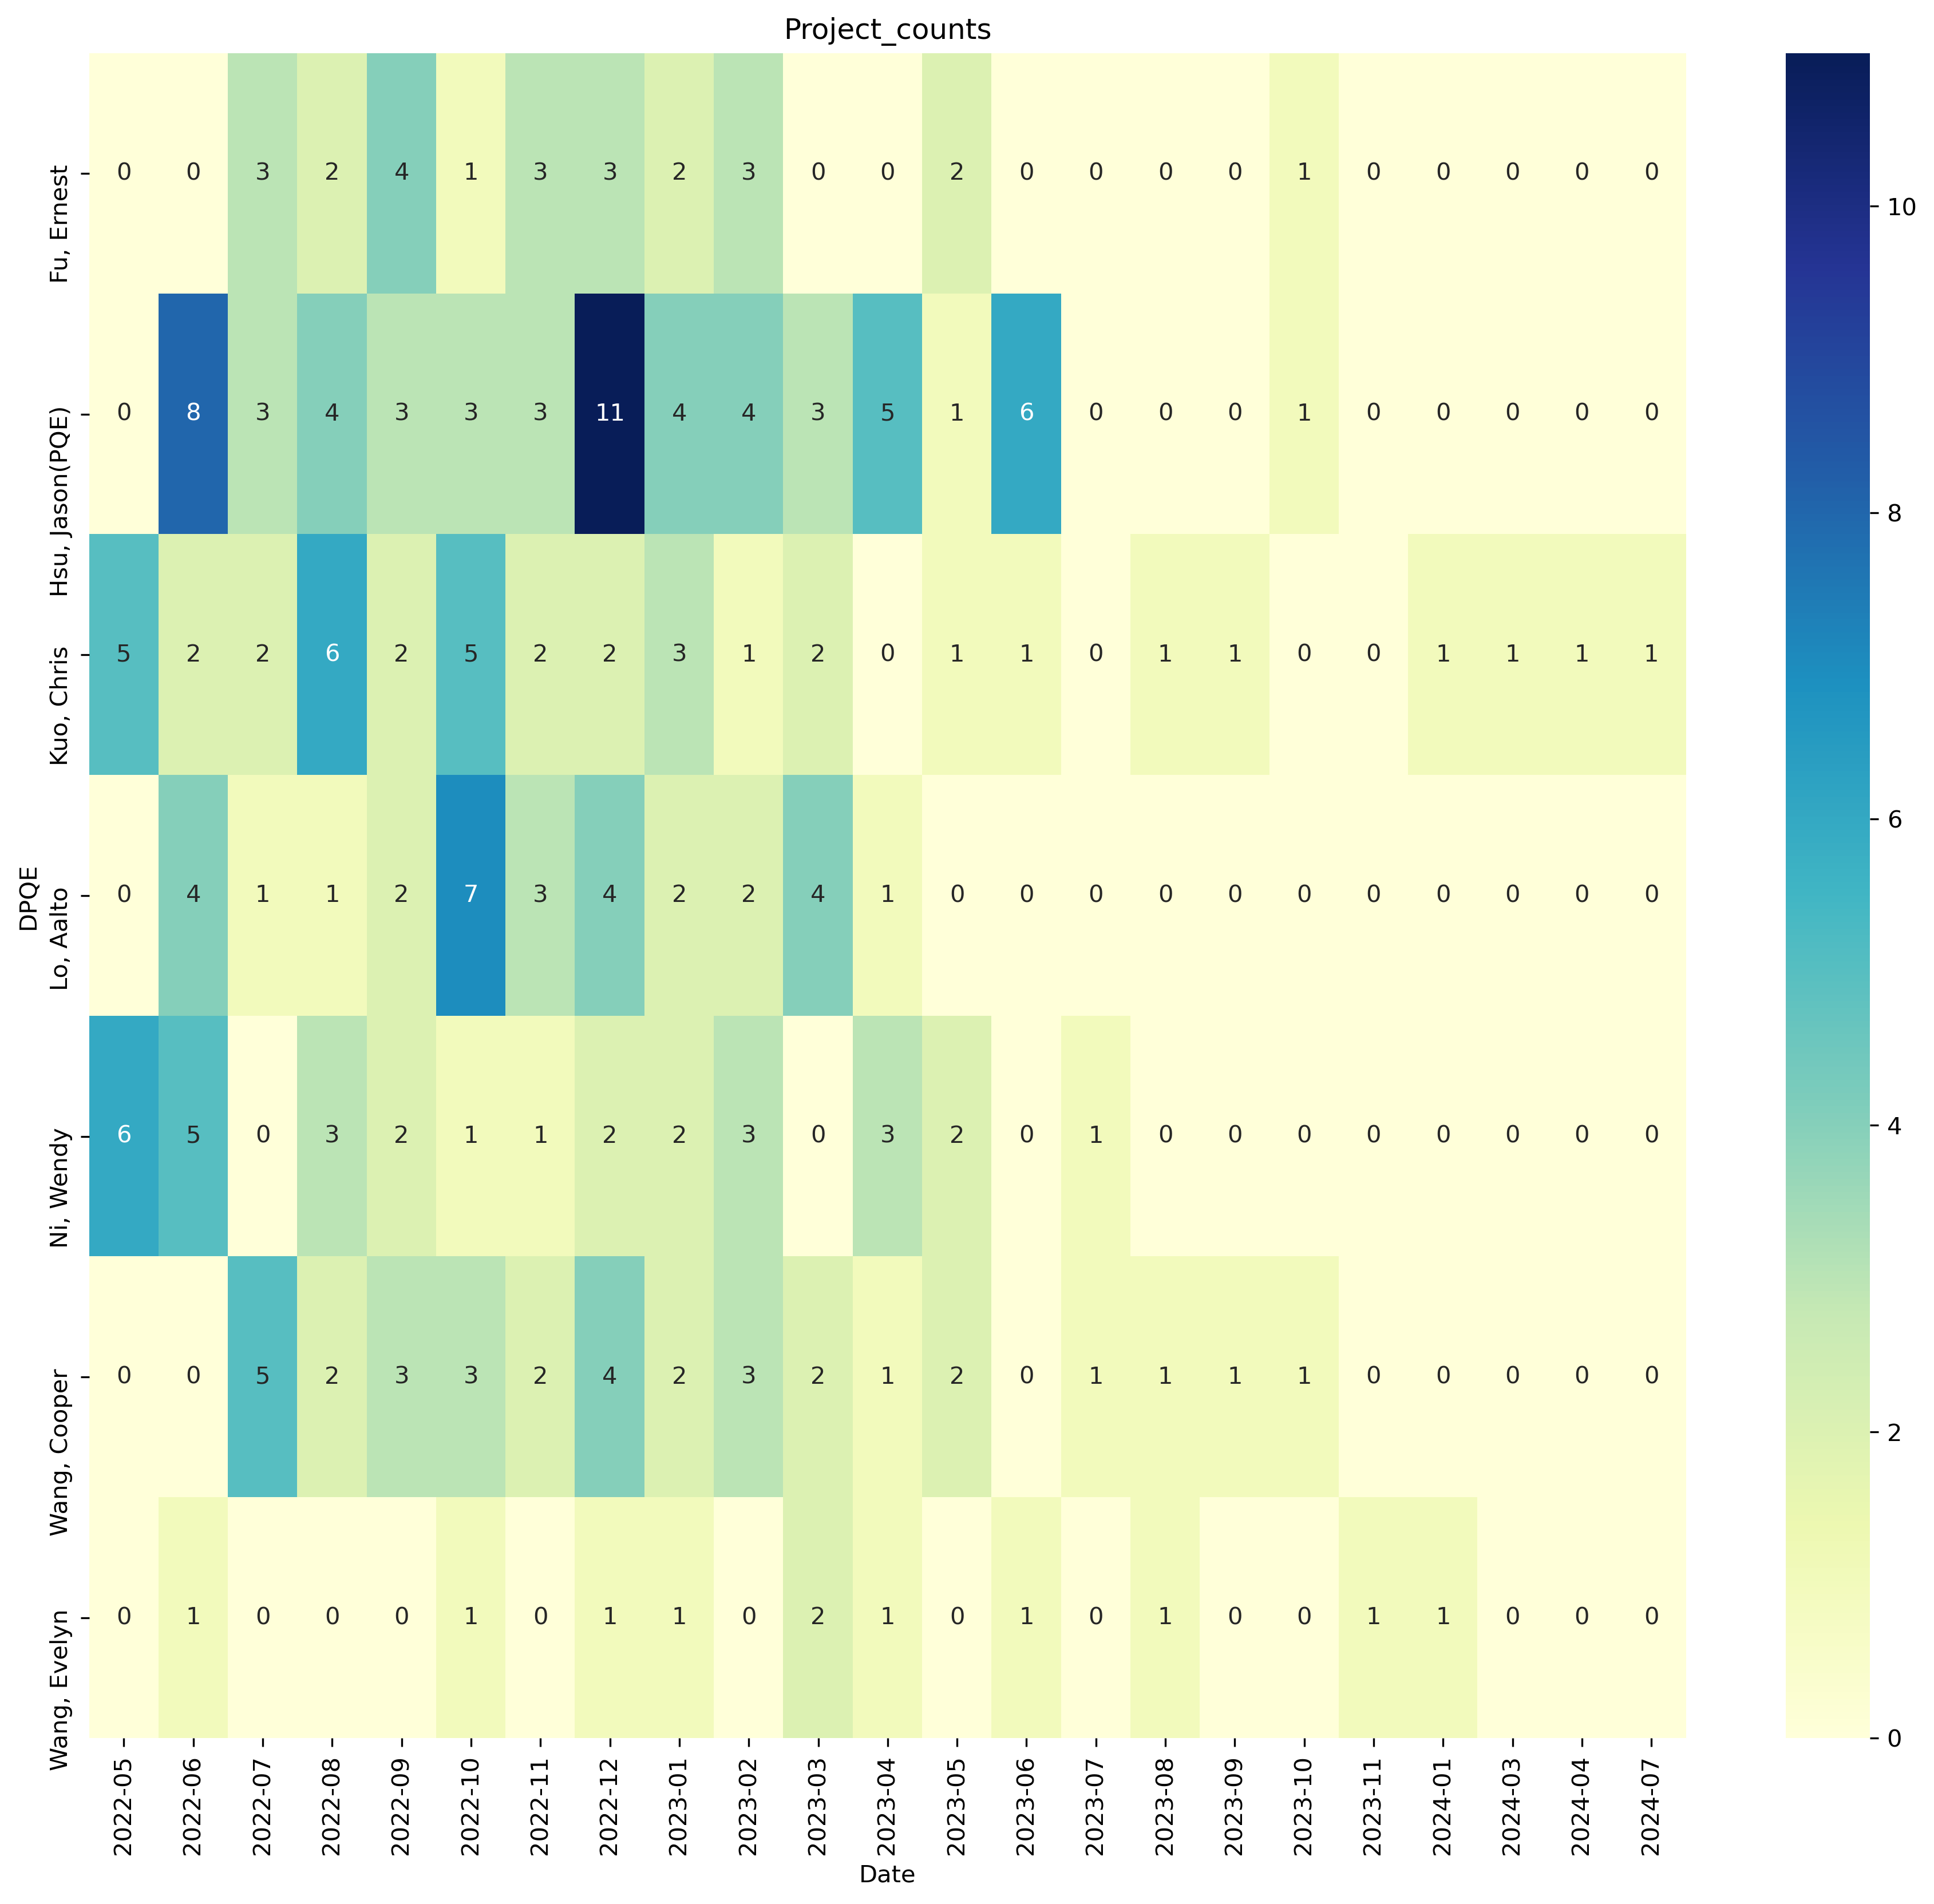 Project_counts
Fu, Ernest
0 0 3 2 4 1 3 3 2 3 0 0 2 0 0 0 0 1 0 0 0 0 0
Hsu, Jason(PQE)
0 8 3 4 3 3 3 11 4 4 3 5 1 6 0 0 0 1 0 0 0 0 0
Kuo, Chris
5 2 2 6 2 5 2 2 3 1 2 0 1 1 0 1 1 0 0 1 1 1 1
DPQE
Lo, Aalto
0 4 1 1 2 7 3 4 2 2 4 1 0 0 0 0 0 0 0 0 0 0 0
Ni, Wendy
6 5 0 3 2 1 1 2 2 3 0 3 2 0 1 0 0 0 0 0 0 0 0
Wang, Cooper
0 0 5 2 3 3 2 4 2 3 2 1 2 0 1 1 1 1 0 0 0 0 0
Wang, Evelyn
0 1 0 0 0 1 0 1 1 0 2 1 0 1 0 1 0 0 1 1 0 0 0
2022-05 2022-06 2022-07 2022-08 2022-09 2022-10 2022-11 2022-12 2023-01 2023-02 2023-03 2023-04 2023-05 2023-06 2023-07 2023-08 2023-09 2023-10 2023-11 2024-01 2024-03 2024-04 2024-07
Date
10
8
6
4
2
0